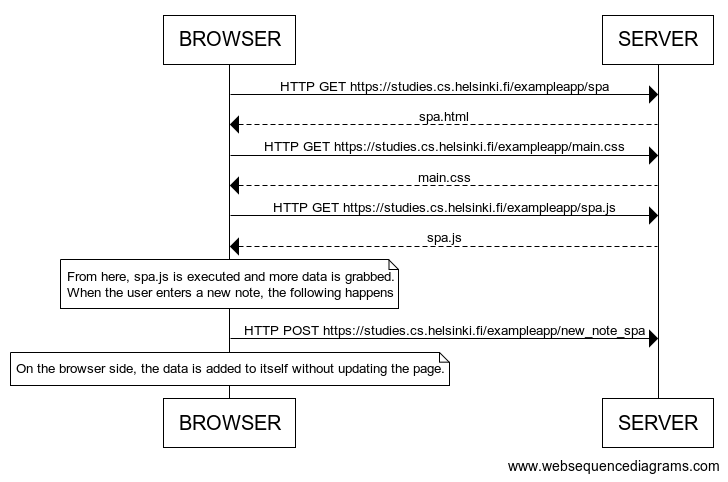 BROWSER
SERVER
HTTP GET https://studies.cs.helsinki.fi/exampleapp/spa
spa.html
HTTP GET https://studies.cs.helsinki.fi/exampleapp/main.css
main.css
HTTP GET https://studies.cs.helsinki.fi/exampleapp/spa.js
spa.js
From here, spa.js is executed and more data is grabbed.
When the user enters a new note, the following happens
HTTP POST https://studies.cs.helsinki.fi/exampleapp/new_note_spa
On the browser side, the data is added to itself without updating the page.
BROWSER
SERVER
www.websequencediagrams.com